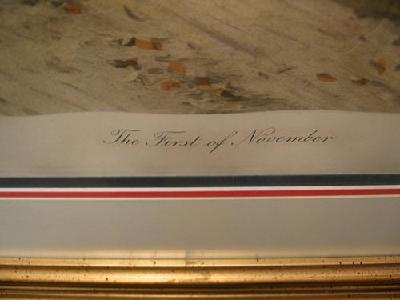 The First of November